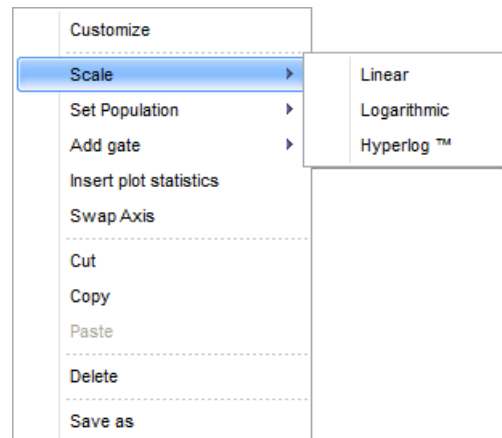 Customize
Scale
Set Population
Add gate
Insert plot statistics
Swap Axis
Cut
Copy
Paste
Delete
Save as
Linear
Logarithmic
Hyperlog ™